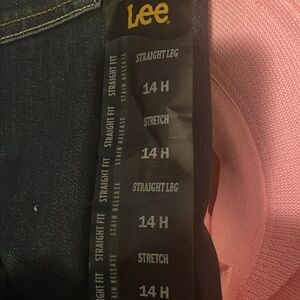 Lee
STRAIGHT LEG
14 H
STRETCH
14 H
STRAIGHT LEG
14 H
STRETCH
14 H
STRAIGHT FIT
STAIN RELEASE
STRAIGHT FIT
STAIN RELEASE
STRAIGHT FIT
STAIN RELEASE
FIT